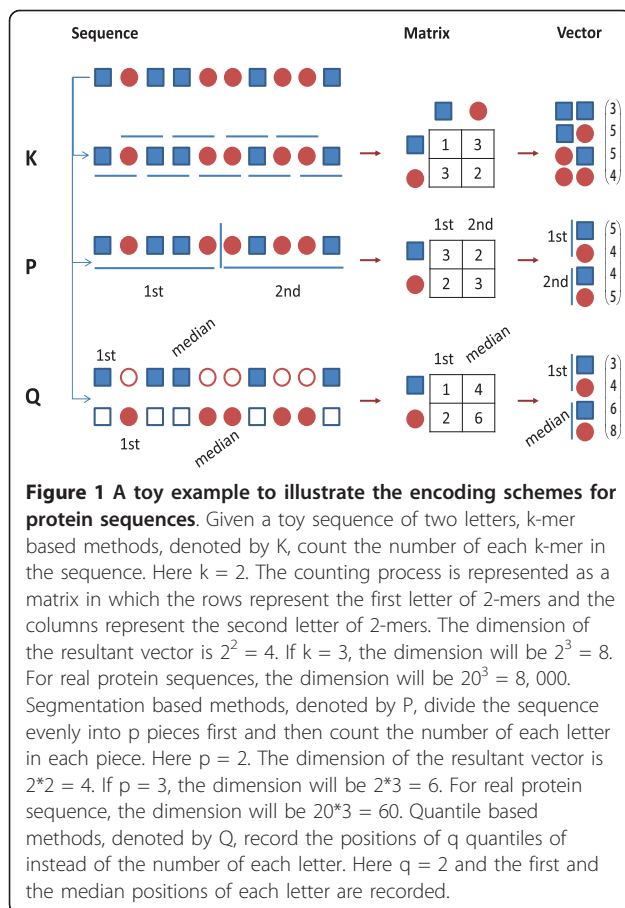 Sequence Matrix Vector
K
1 3
3 2
3
5
5
4
P
1st 2nd
1st 2nd
3 2
2 3
1st
2nd
5
4
4
5
Q
1st median
1st median
1st median
1 4
2 6
1st
median
3
4
6
8
Figure 1 A toy example to illustrate the encoding schemes for
protein sequences. Given a toy sequence of two letters, k-mer
based methods, denoted by K, count the number of each k-mer in
the sequence. Here k = 2. The counting process is represented as a
matrix in which the rows represent the first letter of 2-mers and the
columns represent the second letter of 2-mers. The dimension of
the resultant vector is 2² = 4. If k = 3, the dimension will be 2³ = 8.
For real protein sequences, the dimension will be 20³ = 8, 000.
Segmentation based methods, denoted by P, divide the sequence
evenly into p pieces first and then count the number of each letter
in each piece. Here p = 2. The dimension of the resultant vector is
2*2 = 4. If p = 3, the dimension will be 2*3 = 6. For real protein
sequence, the dimension will be 20*3 = 60. Quantile based
methods, denoted by Q, record the positions of q quantiles of
instead of the number of each letter. Here q = 2 and the first and
the median positions of each letter are recorded.